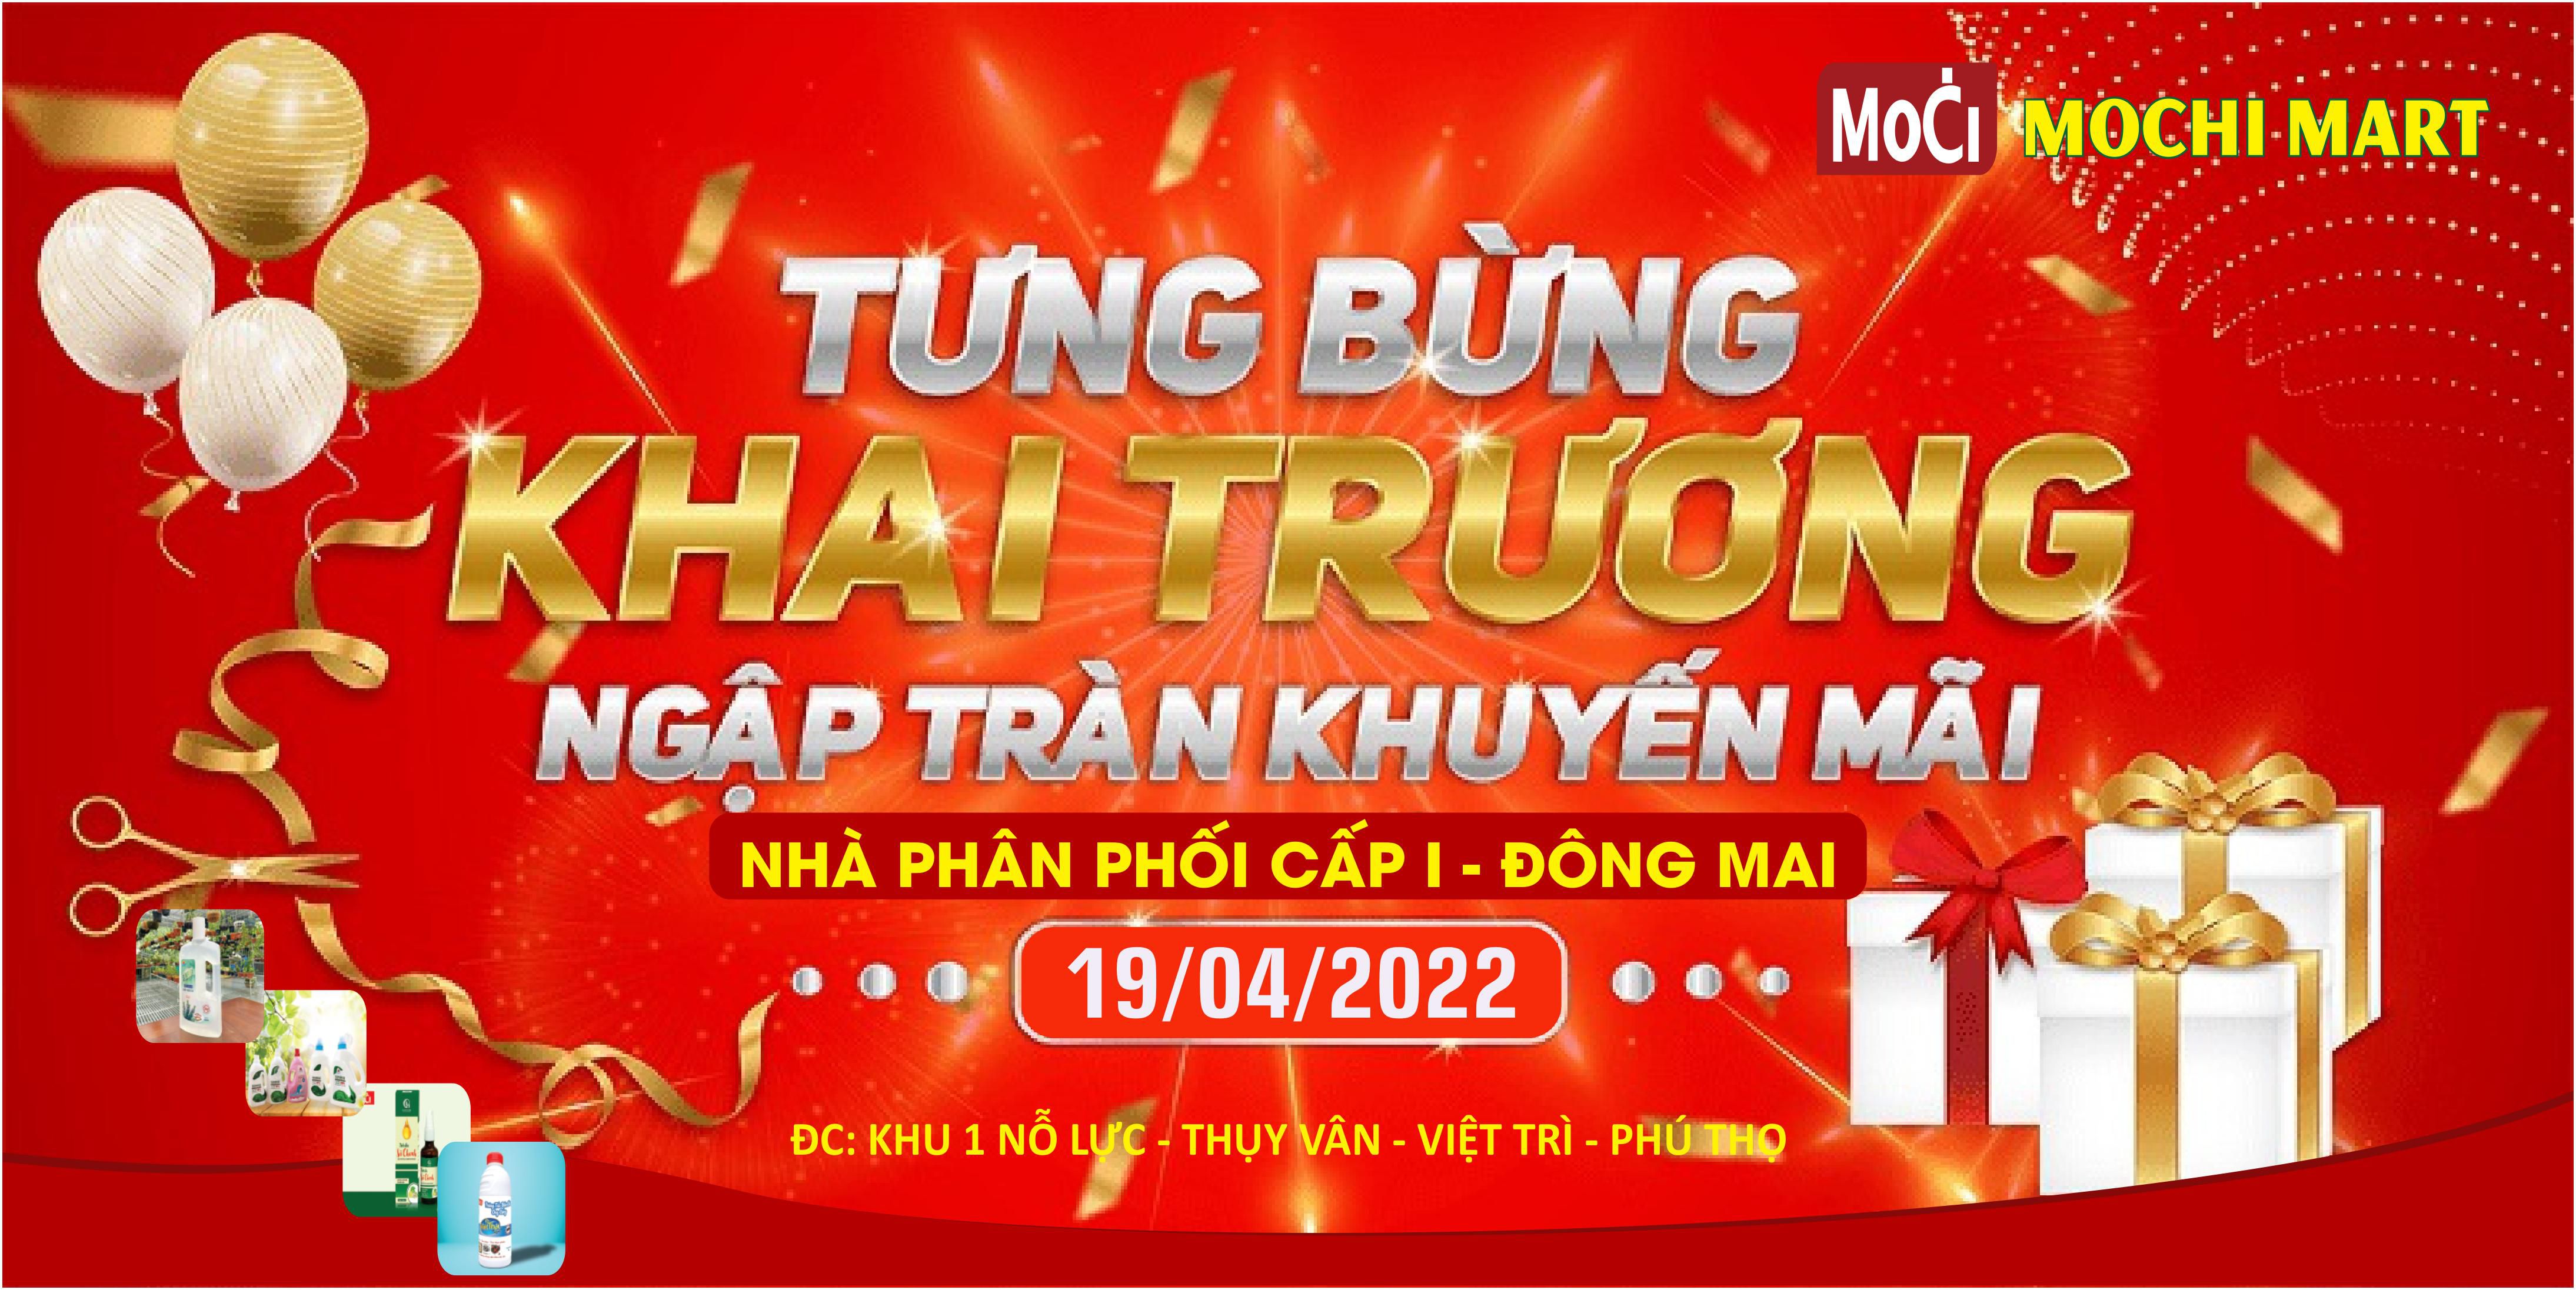 MOCI MOCHI MART
TƯNG BỪNG
KHAI TRƯƠNG
NGẬP TRÀN KHUYẾN MÃI
NHÀ PHÂN PHỐI CẤP I - ĐÔNG MAI
19/04/2022
ĐC: KHU 1 NỖ LỰC - THỤY VÂN - VIỆT TRÌ - PHÚ THỌ